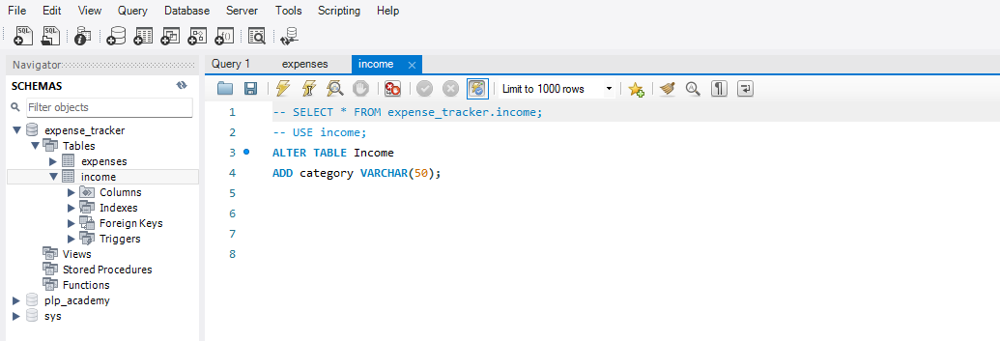 File Edit View Query Database Server Tools Scripting Help
SQL SQL
Navigator
SCHEMAS
Filter objects
expense_tracker
Tables
expenses
income
Columns
Indexes
Foreign Keys
Triggers
Views
Stored Procedures
Functions
plp_academy
sys
Query 1 expenses income
Limit to 1000 rows
1 -- SELECT * FROM expense_tracker.income;
2 -- USE income;
3 ALTER TABLE Income
4 ADD category VARCHAR(50);
5
6
7
8